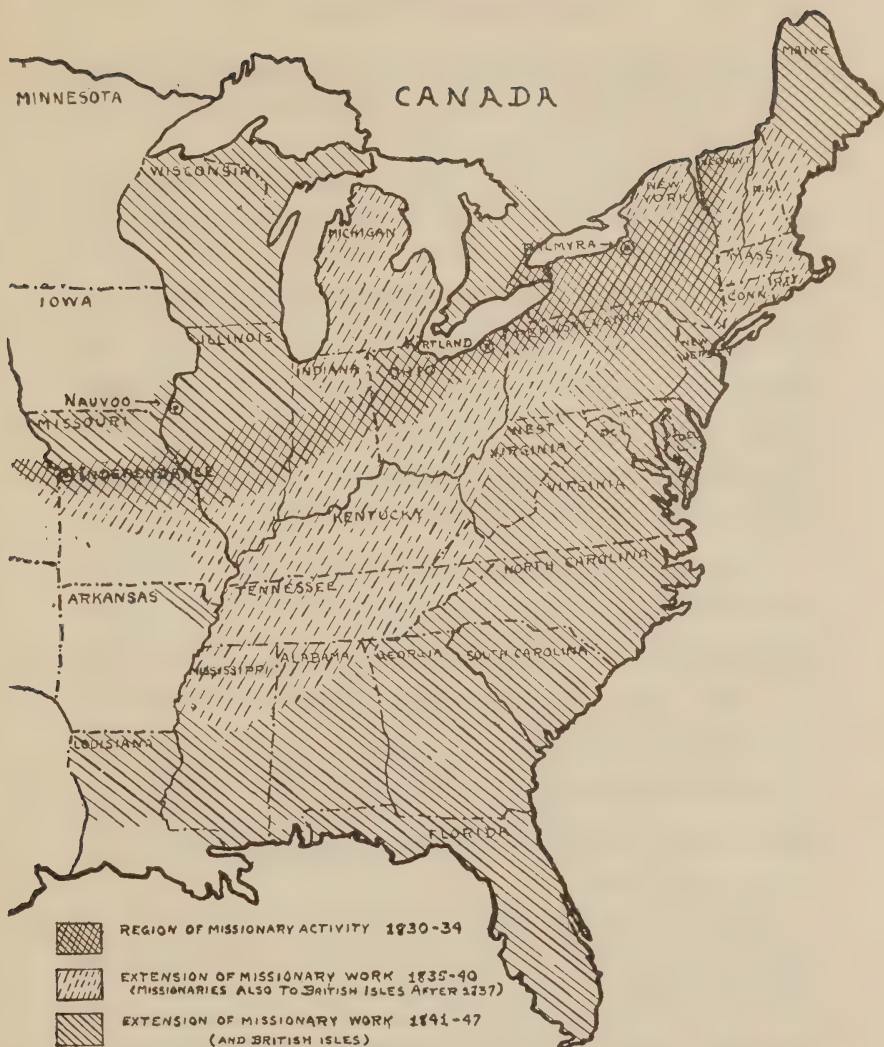 CANADA
MAINE
MINNESOTA
WISCONSIN
VERMONT
N.H.
NEW
YORK
MICHIGAN
PALMYRA
MASS
CONN
R.I.
IOWA
ILLINOIS
KIRTLAND
PENNSYLVANIA
NEW
JERSEY
INDIANA
OHIO
NAUVOO
MISSOURI
MD.
D.C.
DEL.
WEST
VIRGINIA
INDEPENDANCE
VIRGINIA
KENTUCKY
NORTH CAROLINA
ARKANSAS
TENNESSEE
MISSISSIPPI
ALABAMA
GEORGIA
SOUTH CAROLINA
LOUISIANA
FLORIDA
REGION OF MISSIONARY ACTIVITY 1830-34
EXTENSION OF MISSIONARY WORK 1835-40
(MISSIONARIES ALSO TO BRITISH ISLES AFTER 1837)
EXTENSION OF MISSIONARY WORK 1841-47
(AND BRITISH ISLES)